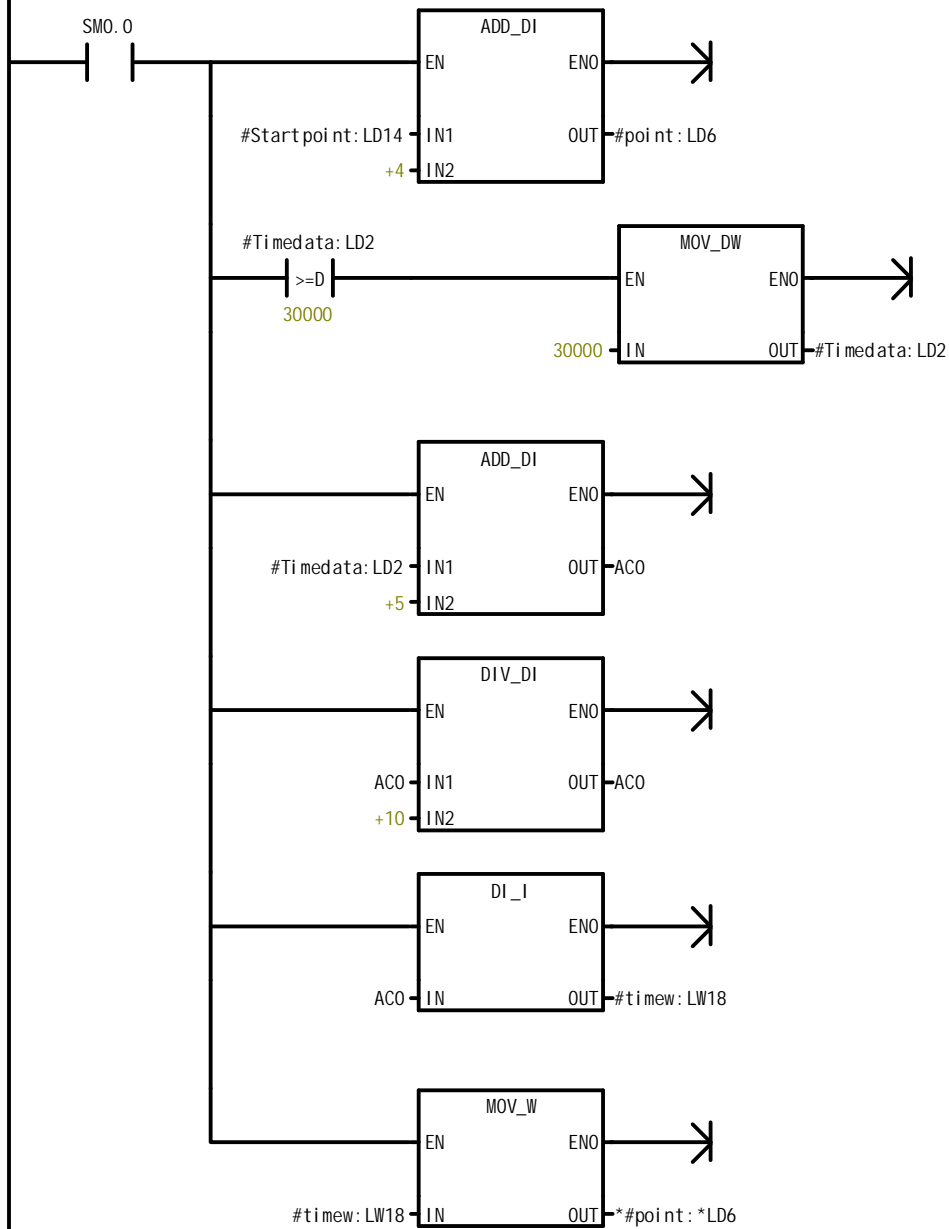 SM0.0
ADD_DI
EN ENO
#Startpoint:LD14 IN1 OUT #point:LD6
+4 IN2
#Timedata:LD2
>=D
30000
MOV_DW
EN ENO
30000 IN OUT #Timedata:LD2
ADD_DI
EN ENO
#Timedata:LD2 IN1 OUT AC0
+5 IN2
DIV_DI
EN ENO
AC0 IN1 OUT AC0
+10 IN2
DI_I
EN ENO
AC0 IN OUT #timew:LW18
MOV_W
EN ENO
#timew:LW18 IN OUT *#point:*LD6